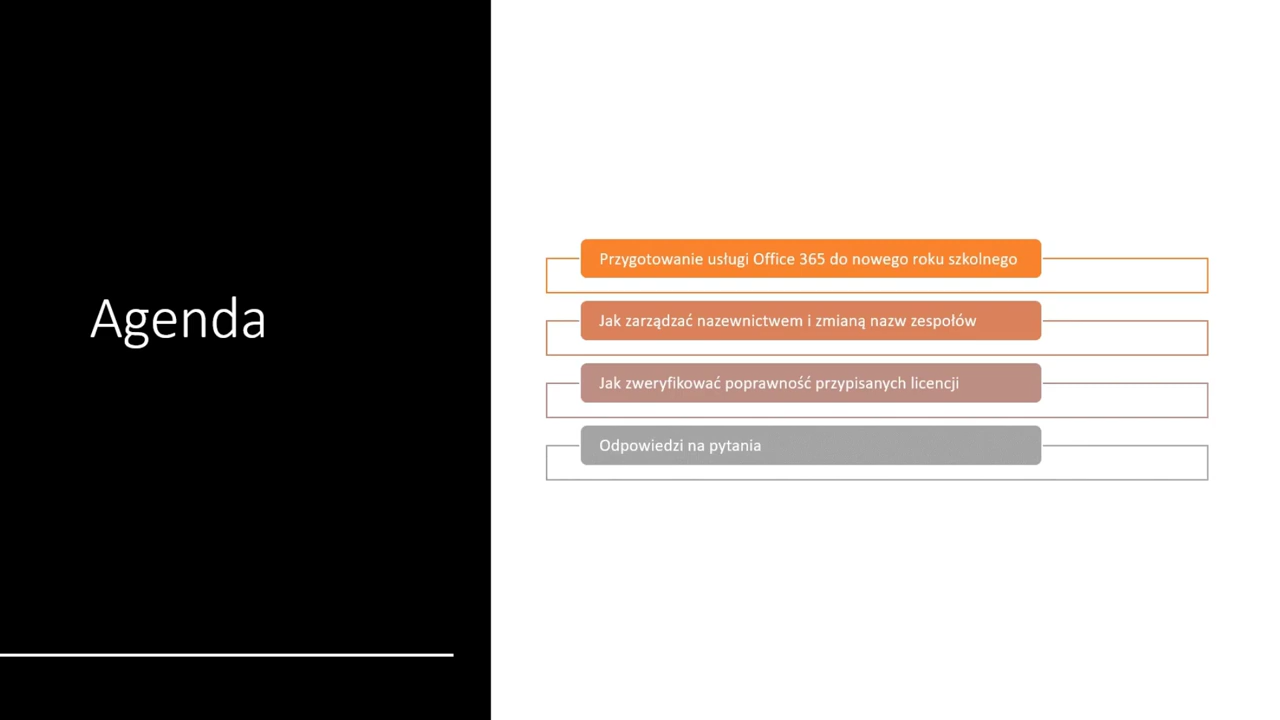 Agenda
Przygotowanie usługi Office 365 do nowego roku szkolnego
Jak zarządzać nazewnictwem i zmianą nazw zespołów
Jak zweryfikować poprawność przypisanych licencji
Odpowiedzi na pytania